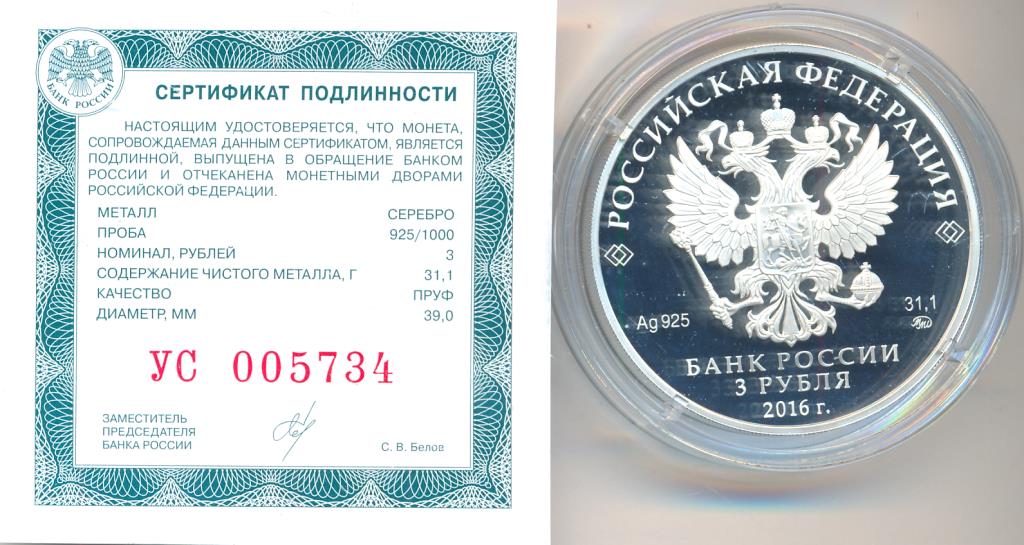 БАНК РОССИИ
СЕРТИФИКАТ ПОДЛИННОСТИ
НАСТОЯЩИМ УДОСТОВЕРЯЕТСЯ, ЧТО МОНЕТА,
СОПРОВОЖДАЕМАЯ ДАННЫМ СЕРТИФИКАТОМ, ЯВЛЯЕТСЯ
ПОДЛИННОЙ, ВЫПУЩЕНА В ОБРАЩЕНИЕ БАНКОМ
РОССИИ И ОТЧЕКАНЕНА МОНЕТНЫМИ ДВОРАМИ
РОССИЙСКОЙ ФЕДЕРАЦИИ.
МЕТАЛЛ СЕРЕБРО
ПРОБА 925/1000
НОМИНАЛ, РУБЛЕЙ 3
СОДЕРЖАНИЕ ЧИСТОГО МЕТАЛЛА, Г 31,1
КАЧЕСТВО ПРУФ
ДИАМЕТР, ММ 39,0
УС 005734
ЗАМЕСТИТЕЛЬ
ПРЕДСЕДАТЕЛЯ
БАНКА РОССИИ
С. В. Белов
РОССИЙСКАЯ ФЕДЕРАЦИЯ
Ag 925
31,1
БАНК РОССИИ
3 РУБЛЯ
2016 г.